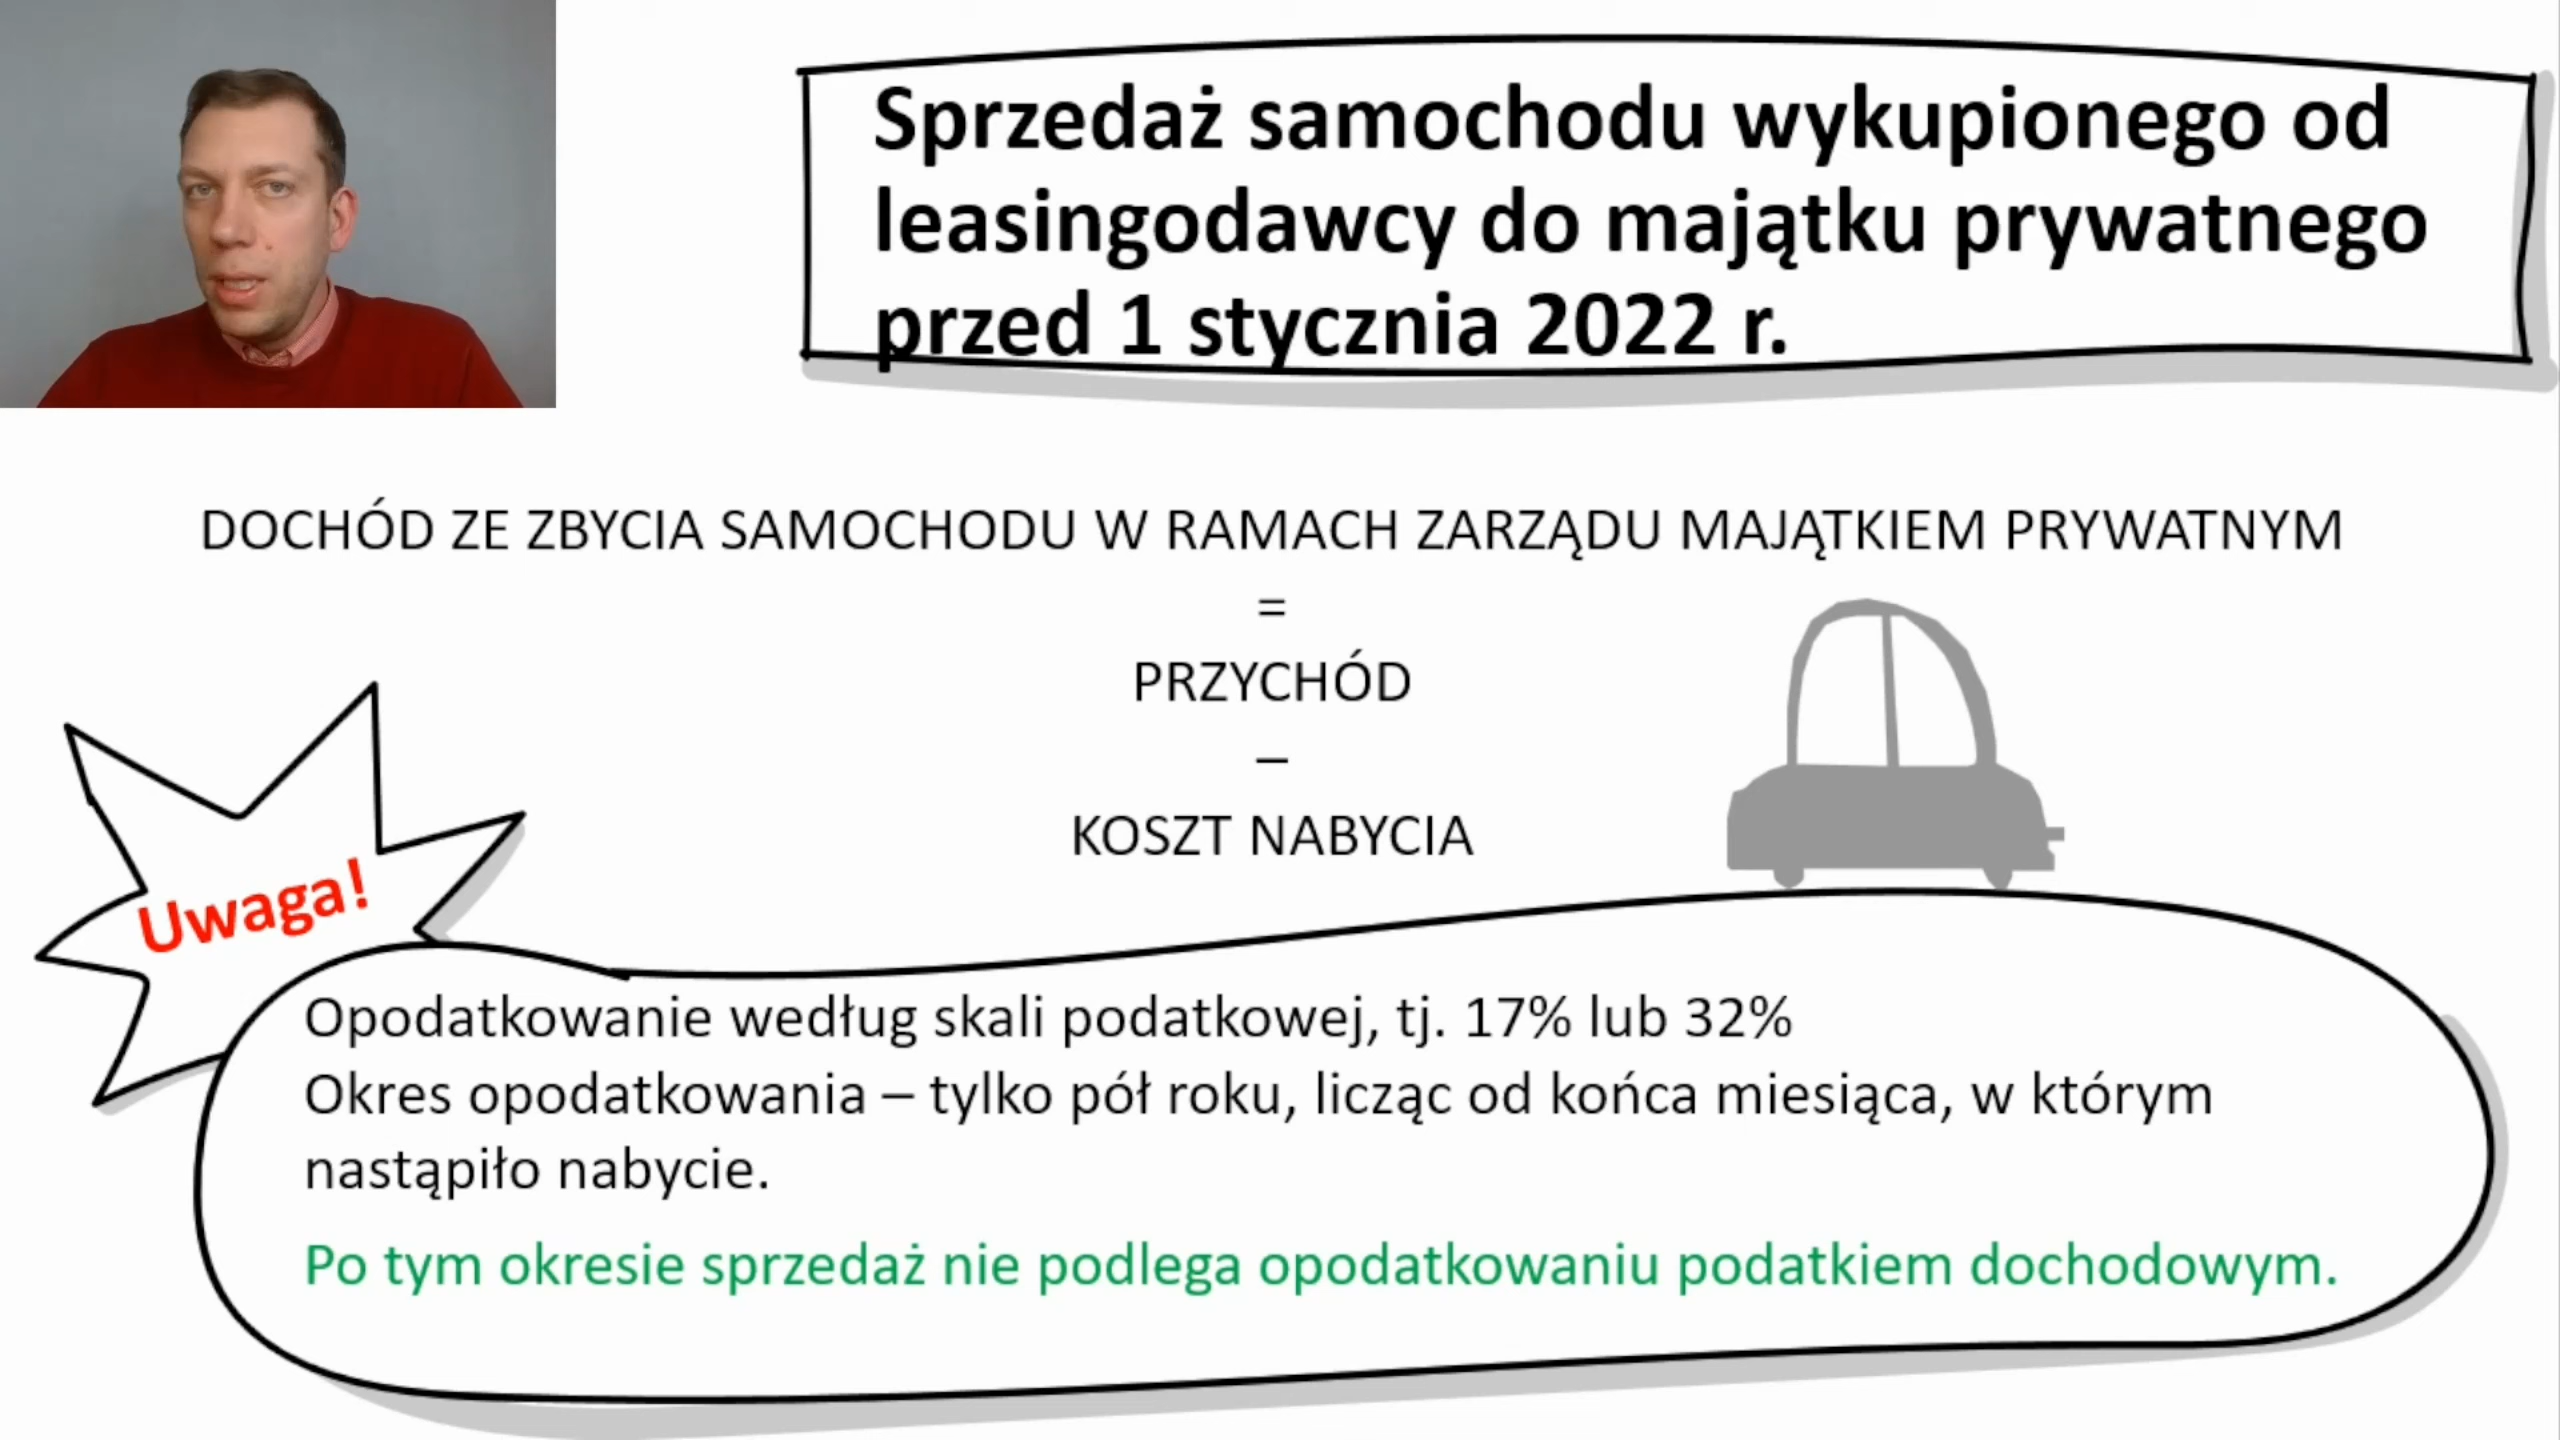 Sprzedaż samochodu wykupionego od
leasingodawcy do majątku prywatnego
przed 1 stycznia 2022 r.
DOCHÓD ZE ZBYCIA SAMOCHODU W RAMACH ZARZĄDU MAJĄTKIEM PRYWATNYM
=
PRZYCHÓD
–
KOSZT NABYCIA
Uwaga!
Opodatkowanie według skali podatkowej, tj. 17% lub 32%
Okres opodatkowania – tylko pół roku, licząc od końca miesiąca, w którym
nastąpiło nabycie.
Po tym okresie sprzedaż nie podlega opodatkowaniu podatkiem dochodowym.